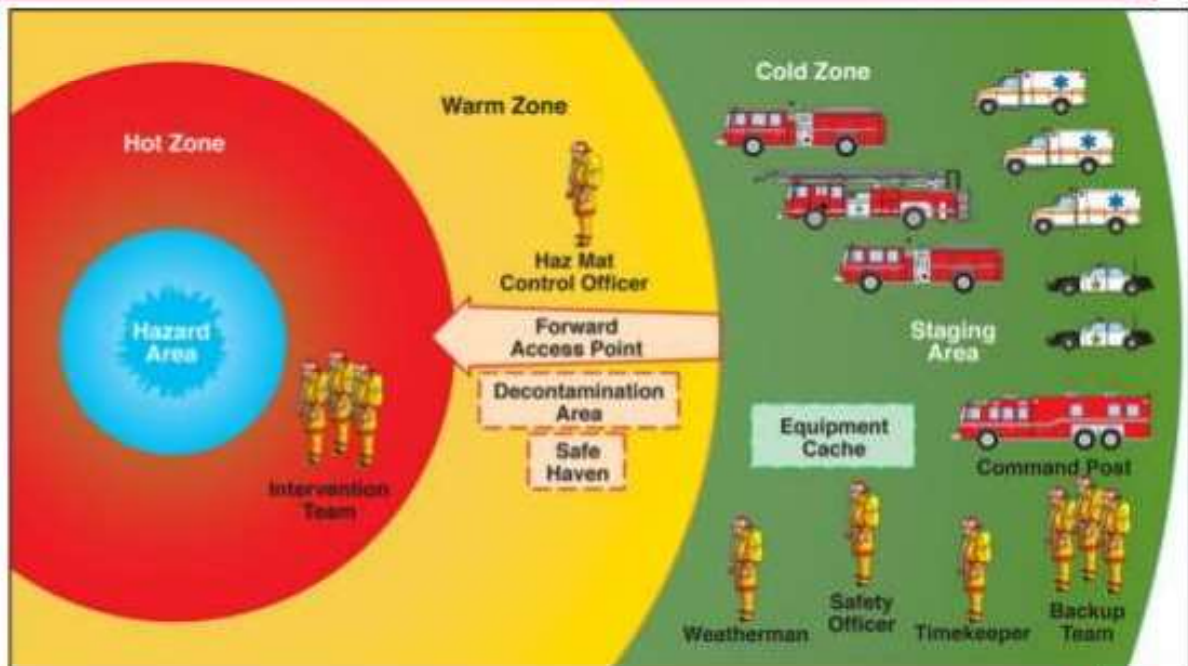 Cold Zone
Warm Zone
Hot Zone
Haz Mat
Control Officer
Hazard
Area
Forward
Access Point
Staging
Area
Decontamination
Area
Equipment
Cache
Safe
Haven
Command Post
Intervention
Team
Weetherman
Safety
Officer
Timekeeper
Backup
Team